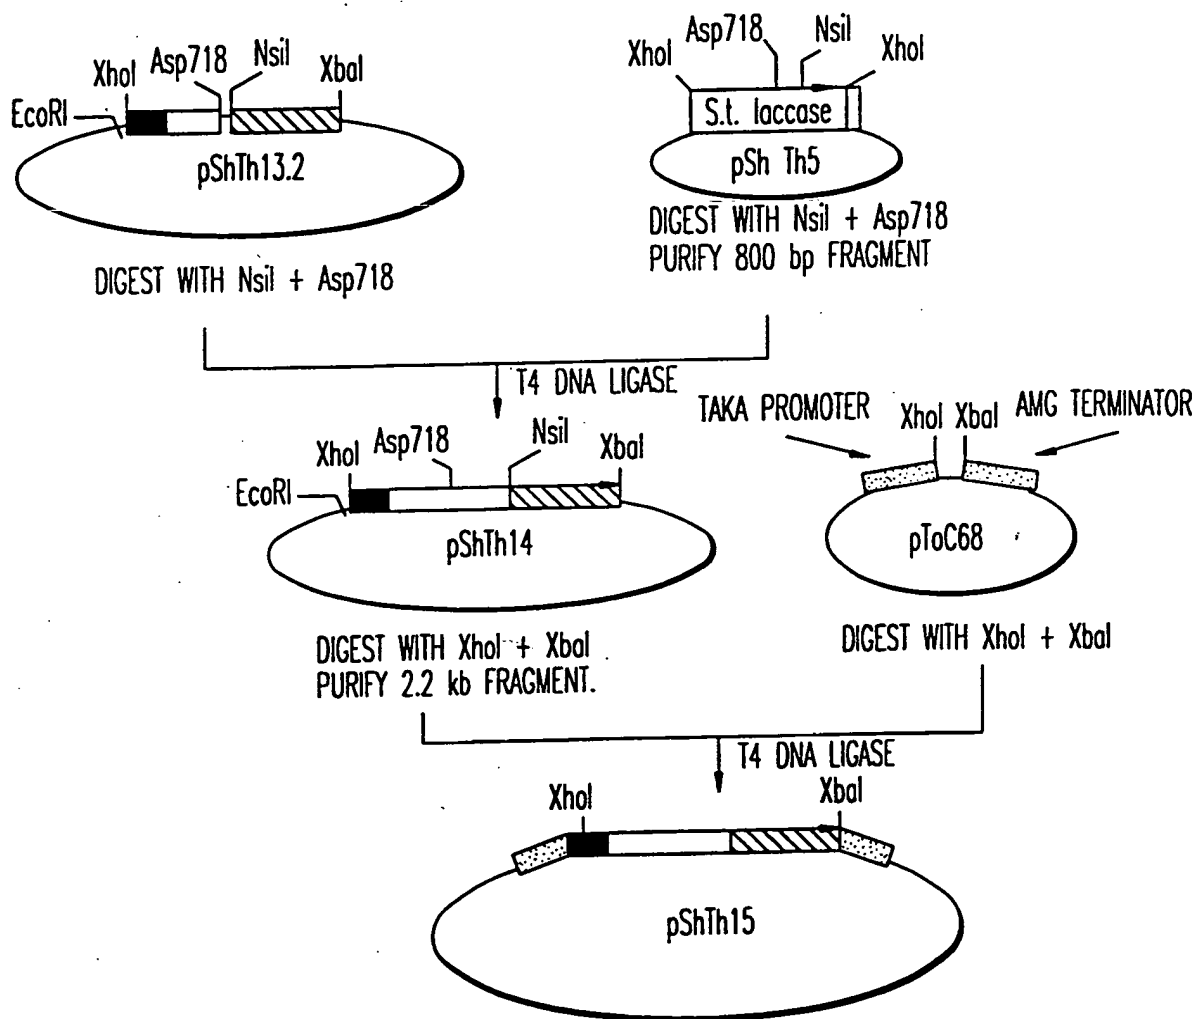 EcoRI
XhoI
Asp718
NsiI
XbaI
pShTh13.2
DIGEST WITH NsiI + Asp718
XhoI
Asp718
NsiI
XhoI
S.t. laccase
pSh Th5
DIGEST WITH NsiI + Asp718
PURIFY 800 bp FRAGMENT
T4 DNA LIGASE
EcoRI
XhoI
Asp718
NsiI
XbaI
pShTh14
DIGEST WITH XhoI + XbaI
PURIFY 2.2 kb FRAGMENT.
TAKA PROMOTER
XhoI
XbaI
AMG TERMINATOR
pToC68
DIGEST WITH XhoI + XbaI
T4 DNA LIGASE
XhoI
XbaI
pShTh15